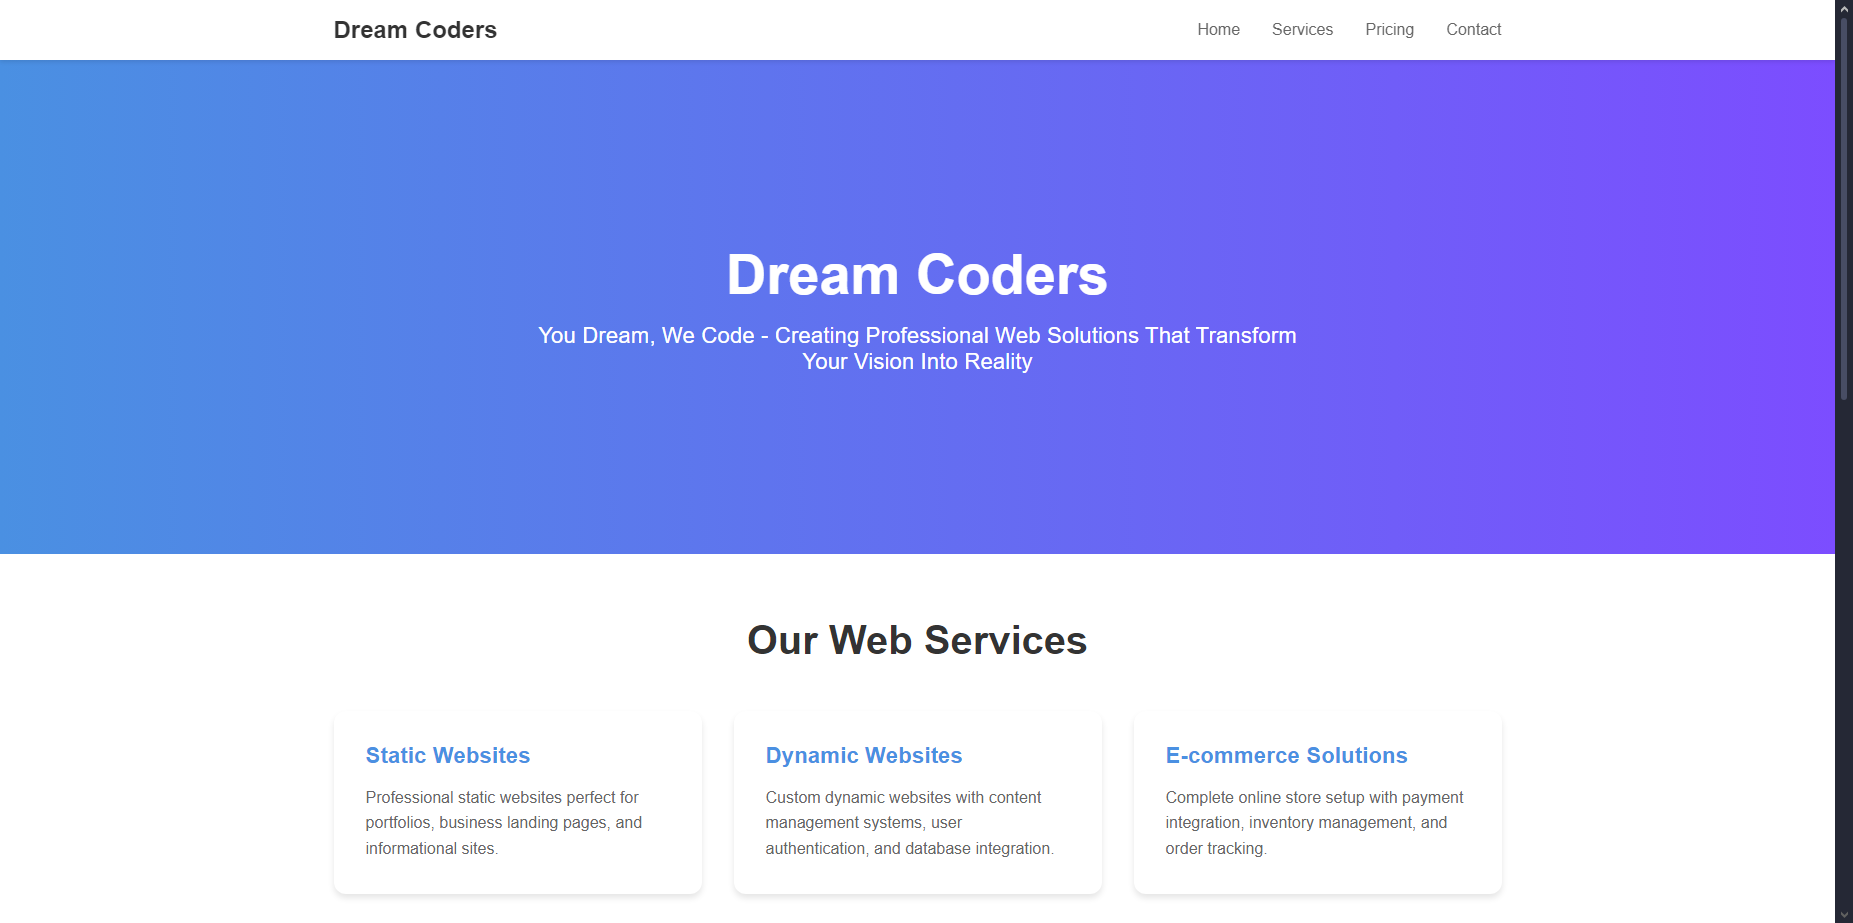 Dream Coders
Home Services Pricing Contact
Dream Coders
You Dream, We Code - Creating Professional Web Solutions That Transform
Your Vision Into Reality
Our Web Services
Static Websites
Professional static websites perfect for
portfolios, business landing pages, and
informational sites.
Dynamic Websites
Custom dynamic websites with content
management systems, user
authentication, and database integration.
E-commerce Solutions
Complete online store setup with payment
integration, inventory management, and
order tracking.